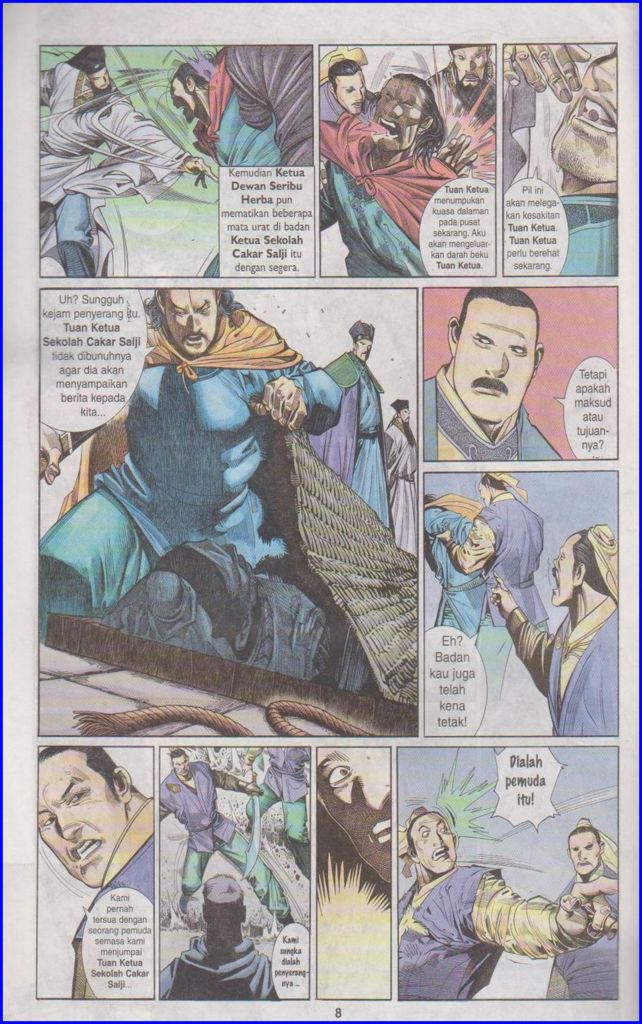 Kemudian Ketua
Dewan Seribu
Herba pun
mematikan beberapa
mata urat di badan
Ketua Sekolah
Cakar Salji itu
dengan segera.
Tuan Ketua
menumpukan
kuasa dalaman
pada pusat
sekarang. Aku
akan mengeluar-
kan darah beku
Tuan Ketua.
Pil ini
akan melega-
kan kesakitan
Tuan Ketua.
Tuan Ketua
perlu berehat
sekarang.
Uh? Sungguh
kejam penyerang itu.
Tuan Ketua
Sekolah Cakar Salji
tidak dibunuhnya
agar dia akan
menyampaikan
berita kepada
kita...
Tetapi
apakah
maksud
atau
tujuan-
nya?
Eh?
Badan
kau juga
telah
kena
tetak!
Kami
pernah
tersua dengan
seorang pemuda
semasa kami
menjumpai
Tuan Ketua
Sekolah Cakar
Salji...
Kami
sangka
dialah
penyerang-
nya ...
Dialah
pemuda
itu!
8